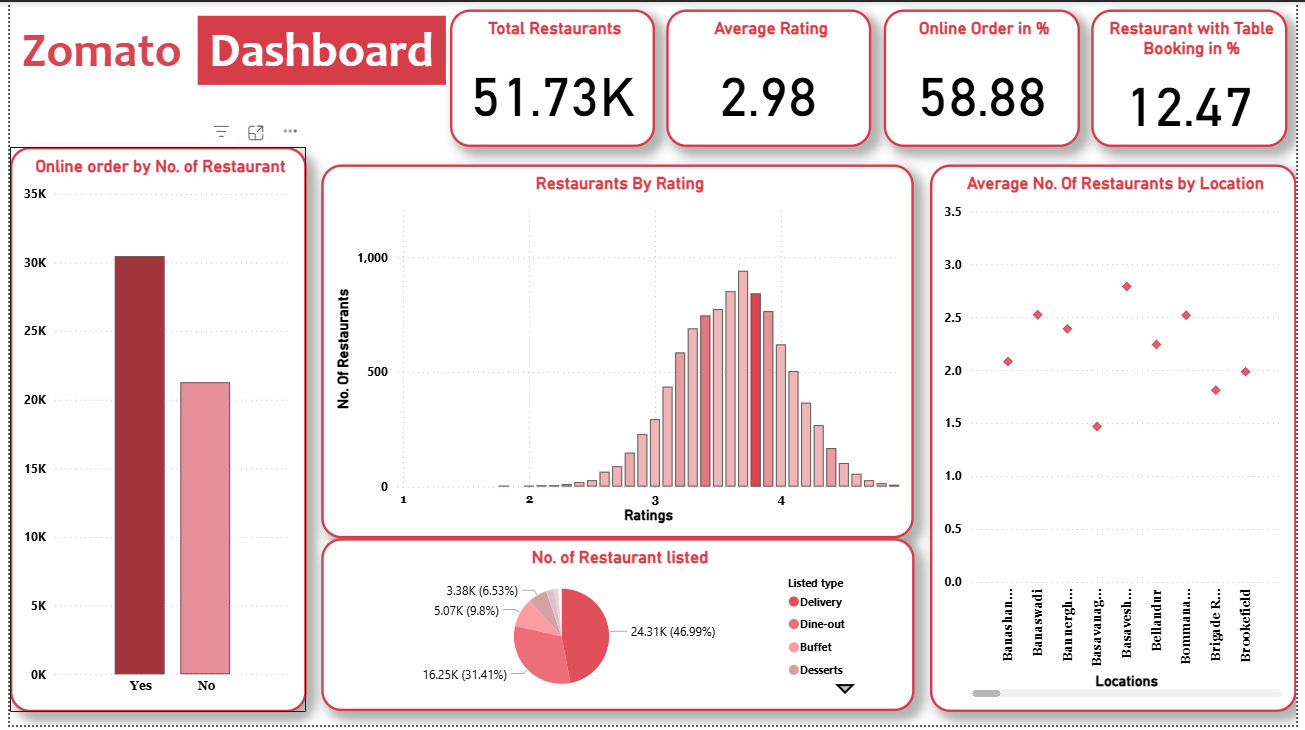 Zomato Dashboard
Total Restaurants
51.73K
Average Rating
2.98
Online Order in %
58.88
Restaurant with Table
Booking in %
12.47
Online order by No. of Restaurant
35K
30K
25K
20K
15K
10K
5K
0K
Yes No
Restaurants By Rating
No. Of Restaurants
1,000
500
0
1 2 3 4
Ratings
No. of Restaurant listed
3.38K (6.53%)
5.07K (9.8%)
16.25K (31.41%)
24.31K (46.99%)
Listed type
Delivery
Dine-out
Buffet
Desserts
Average No. Of Restaurants by Location
3.5
3.0
2.5
2.0
1.5
1.0
0.5
0.0
Banashan...
Banaswadi
Bannergh...
Basavanag...
Basavesh...
Bellandur
Bommana...
Brigade R...
Brookefield
Locations